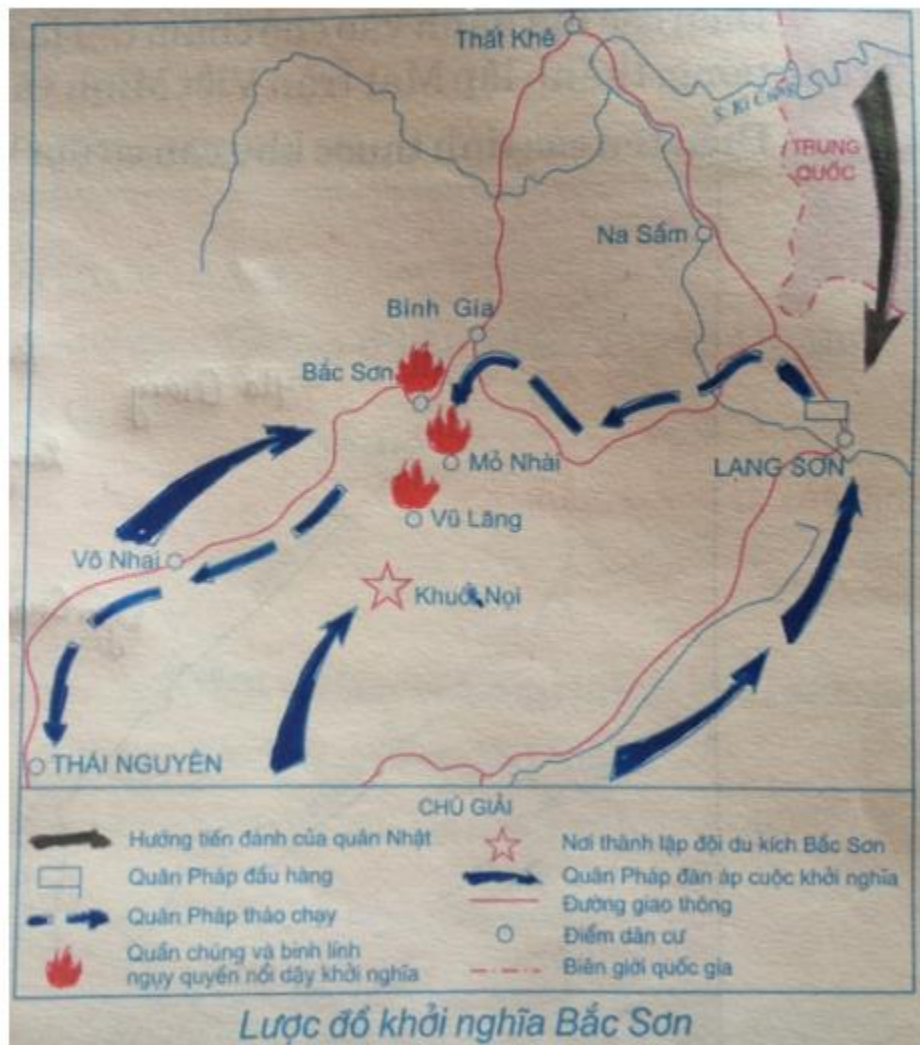 Thất Khê
S. Kì Cùng
TRUNG
QUỐC
Na Sầm
Bình Gia
Bắc Sơn
Mỏ Nhài
LẠNG SƠN
Vũ Lăng
Võ Nhai
Khuổi Nọi
THÁI NGUYÊN
CHÚ GIẢI
Hướng tiến đánh của quân Nhật
Quân Pháp đầu hàng
Quân Pháp tháo chạy
Quần chúng và binh lính
ngụy quyền nổi dậy khởi nghĩa
Nơi thành lập đội du kích Bắc Sơn
Quân Pháp đàn áp cuộc khởi nghĩa
Đường giao thông
Điểm dân cư
Biên giới quốc gia
Lược đồ khởi nghĩa Bắc Sơn